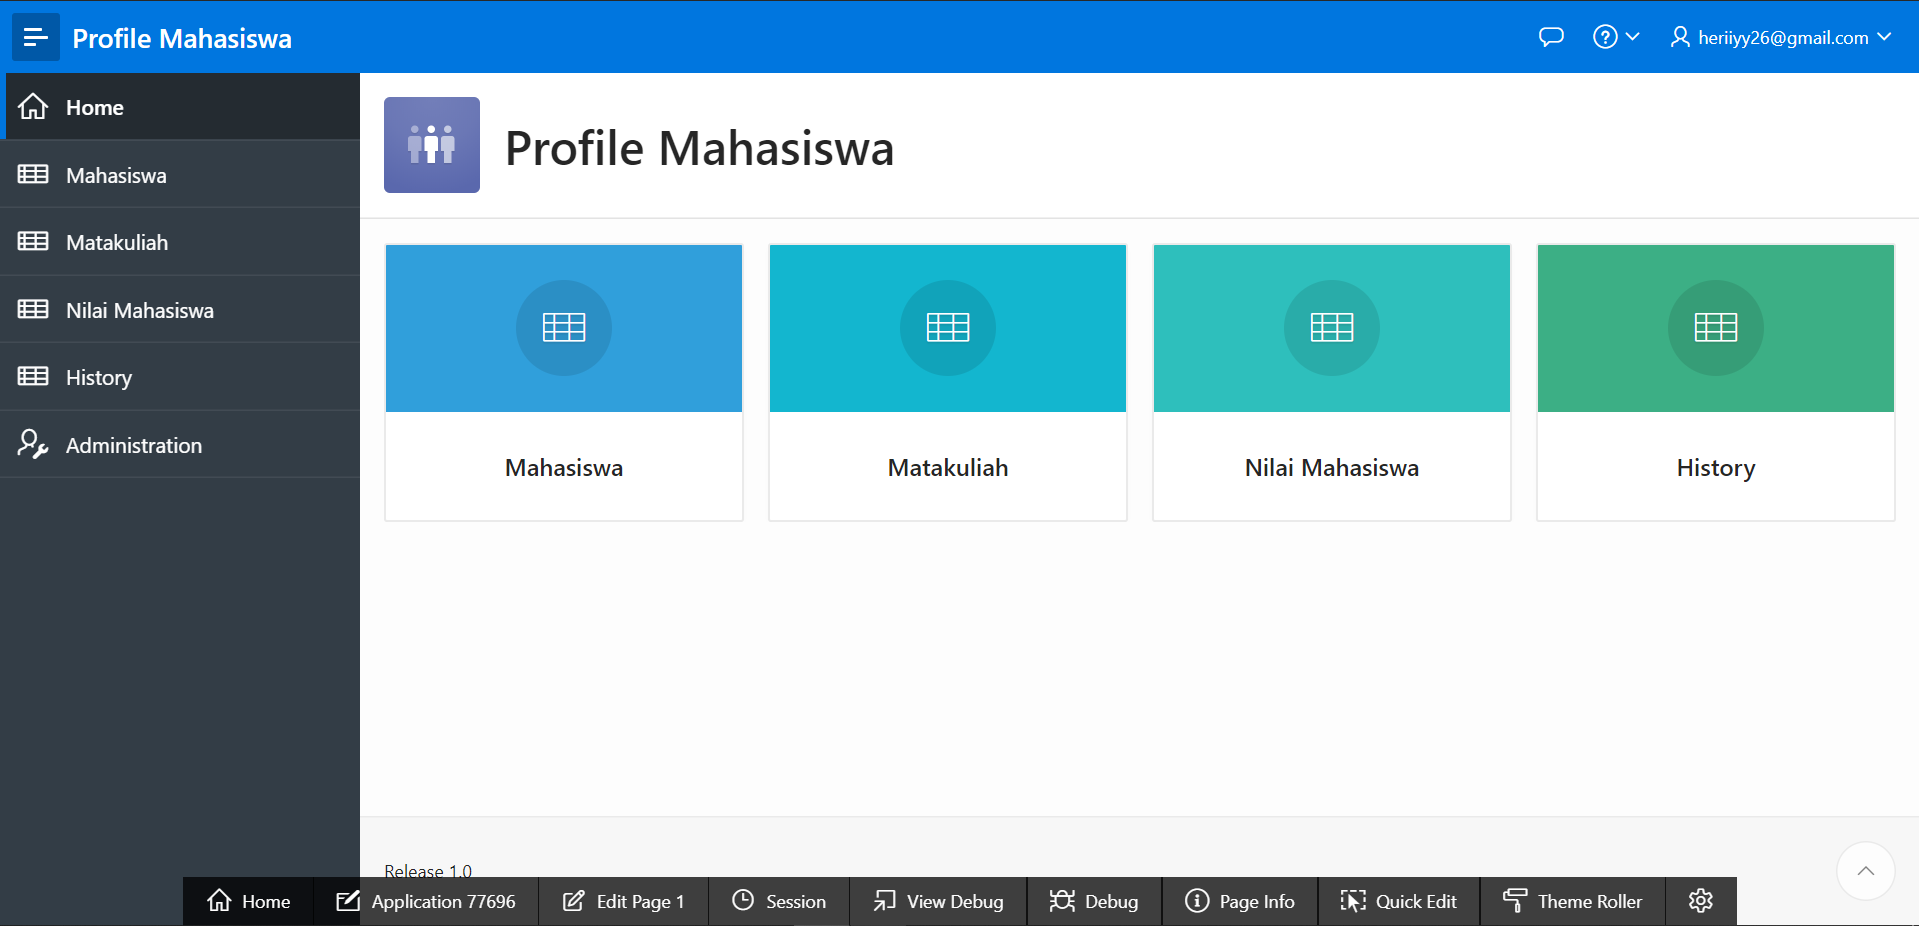 Profile Mahasiswa
heriiyy26@gmail.com
Home
Mahasiswa
Matakuliah
Nilai Mahasiswa
History
Administration
Profile Mahasiswa
Mahasiswa
Matakuliah
Nilai Mahasiswa
History
Release 1.0
Home
Application 77696
Edit Page 1
Session
View Debug
Debug
Page Info
Quick Edit
Theme Roller